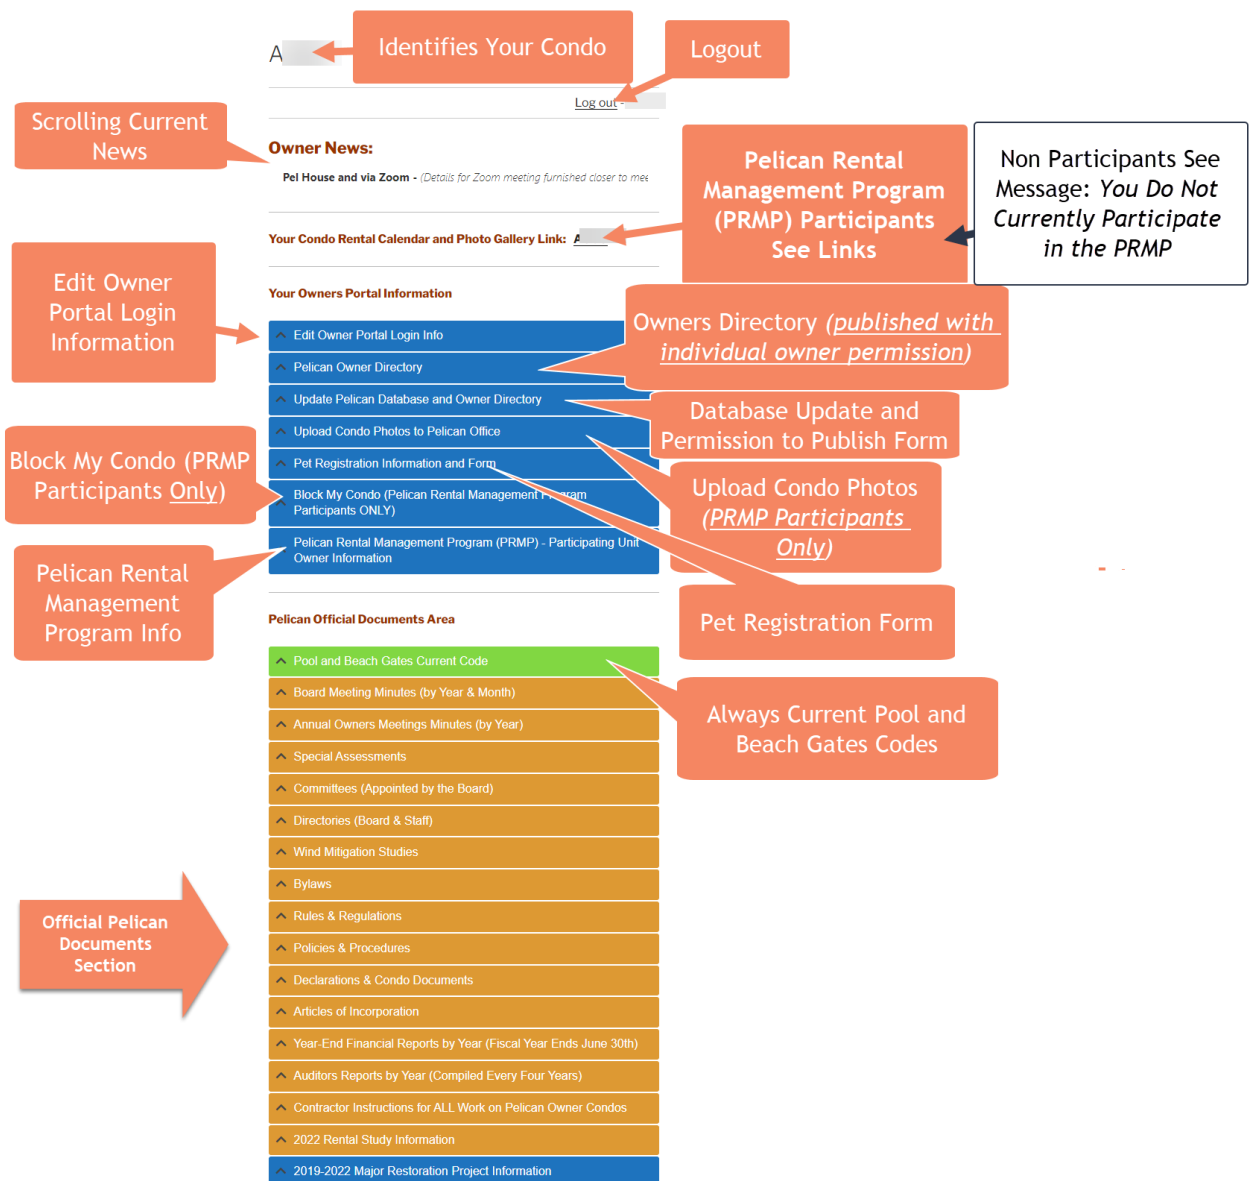 A
Identifies Your Condo
Logout
Log out -
Scrolling Current
News
Owner News:
Pel House and via Zoom - (Details for Zoom meeting furnished closer to mee
Pelican Rental
Management Program
(PRMP) Participants
See Links
Non Participants See
Message: You Do Not
Currently Participate
in the PRMP
Your Condo Rental Calendar and Photo Gallery Link: A
Edit Owner
Portal Login
Information
Your Owners Portal Information
Edit Owner Portal Login Info
Pelican Owner Directory
Update Pelican Database and Owner Directory
Upload Condo Photos to Pelican Office
Pet Registration Information and Form
Block My Condo (Pelican Rental Management Program
Participants ONLY)
Pelican Rental Management Program (PRMP) - Participating Unit
Owner Information
Owners Directory (published with
individual owner permission)
Database Update and
Permission to Publish Form
Block My Condo (PRMP
Participants Only)
Upload Condo Photos
(PRMP Participants
Only)
Pelican Rental
Management
Program Info
Pet Registration Form
Pelican Official Documents Area
Pool and Beach Gates Current Code
Board Meeting Minutes (by Year & Month)
Annual Owners Meetings Minutes (by Year)
Special Assessments
Committees (Appointed by the Board)
Directories (Board & Staff)
Wind Mitigation Studies
Bylaws
Rules & Regulations
Policies & Procedures
Declarations & Condo Documents
Articles of Incorporation
Year-End Financial Reports by Year (Fiscal Year Ends June 30th)
Auditors Reports by Year (Compiled Every Four Years)
Contractor Instructions for ALL Work on Pelican Owner Condos
2022 Rental Study Information
2019-2022 Major Restoration Project Information
Always Current Pool and
Beach Gates Codes
Official Pelican
Documents
Section